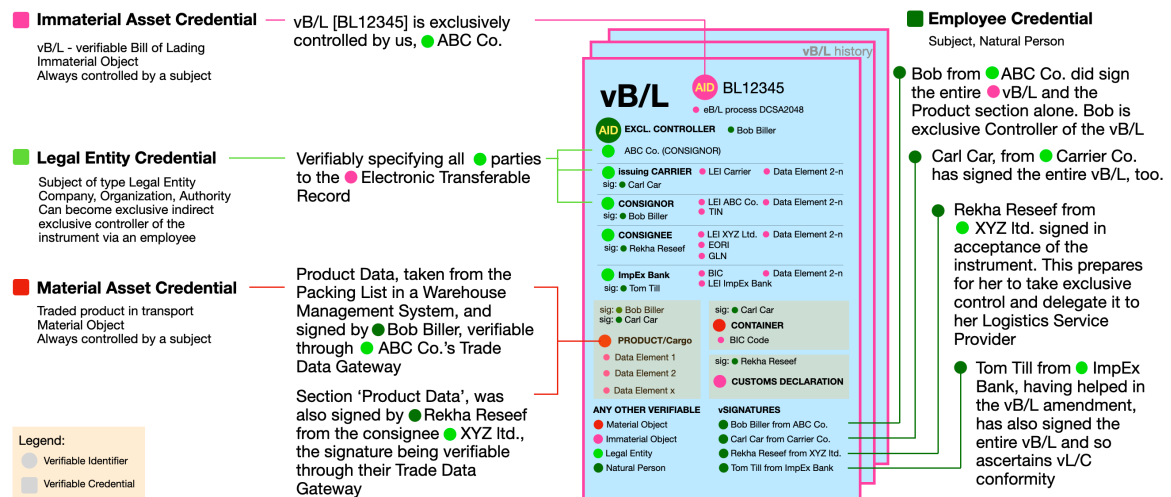 Immaterial Asset Credential
vB/L - verifiable Bill of Lading
Immaterial Object
Always controlled by a subject
vB/L [BL12345] is exclusively
controlled by us, ABC Co.
Legal Entity Credential
Subject of type Legal Entity
Company, Organization, Authority
Can become exclusive indirect
exclusive controller of the
instrument via an employee
Verifiably specifying all parties
to the Electronic Transferable
Record
Material Asset Credential
Traded product in transport
Material Object
Always controlled by a subject
Product Data, taken from the
Packing List in a Warehouse
Management System, and
signed by Bob Biller, verifiable
through ABC Co.'s Trade
Data Gateway
Section ‘Product Data’, was
also signed by Rekha Reseef
from the consignee XYZ ltd.,
the signature being verifiable
through their Trade Data
Gateway
Legend:
Verifiable Identifier
Verifiable Credential
vB/L history
vB/L
AID BL12345
eB/L process DCSA2048
AID EXCL. CONTROLLER Bob Biller
ABC Co. (CONSIGNOR)
issuing CARRIER LEI Carrier Data Element 2-n
sig: Carl Car
CONSIGNOR LEI ABC Co. Data Element 2-n
sig: Bob Biller TIN
CONSIGNEE LEI XYZ Ltd. Data Element 2-n
sig: Rekha Reseef EORI
GLN
ImpEx Bank BIC Data Element 2-n
sig: Tom Till LEI ImpEx Bank
sig: Bob Biller
sig: Carl Car
PRODUCT/Cargo
Data Element 1
Data Element 2
Data Element x
sig: Carl Car
CONTAINER
BIC Code
sig: Rekha Reseef
CUSTOMS DECLARATION
ANY OTHER VERIFIABLE
Material Object
Immaterial Object
Legal Entity
Natural Person
vSIGNATURES
Bob Biller from ABC Co.
Carl Car from Carrier Co.
Rekha Reseef from XYZ ltd.
Tom Till from ImpEx Bank
Employee Credential
Subject, Natural Person
Bob from ABC Co. did sign
the entire vB/L and the
Product section alone. Bob is
exclusive Controller of the vB/L
Carl Car, from Carrier Co.
has signed the entire vB/L, too.
Rekha Reseef from
XYZ ltd. signed in
acceptance of the
instrument. This prepares
for her to take exclusive
control and delegate it to
her Logistics Service
Provider
Tom Till from ImpEx
Bank, having helped in
the vB/L amendment,
has also signed the
entire vB/L and so
ascertains vL/C
conformity